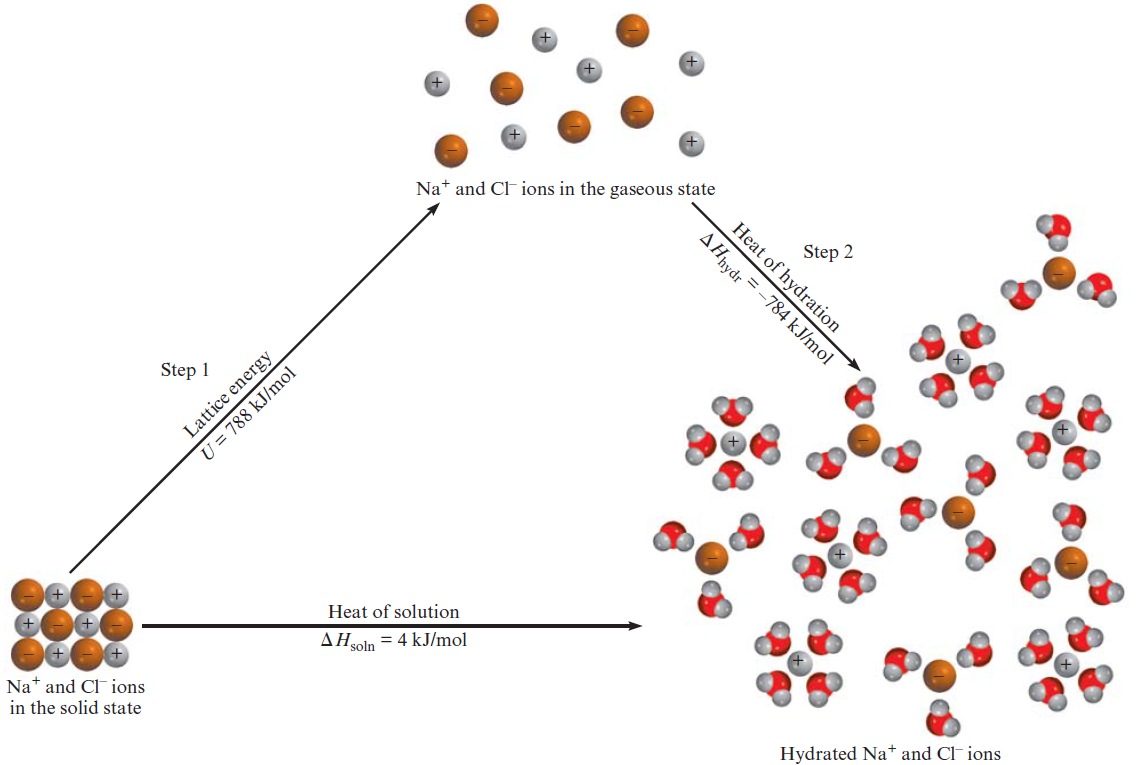 Na⁺ and Cl⁻ ions in the gaseous state
Step 1
Lattice energy
U = 788 kJ/mol
Heat of hydration
ΔHhydr = –784 kJ/mol
Step 2
Heat of solution
ΔHsoln = 4 kJ/mol
Na⁺ and Cl⁻ ions
in the solid state
Hydrated Na⁺ and Cl⁻ ions